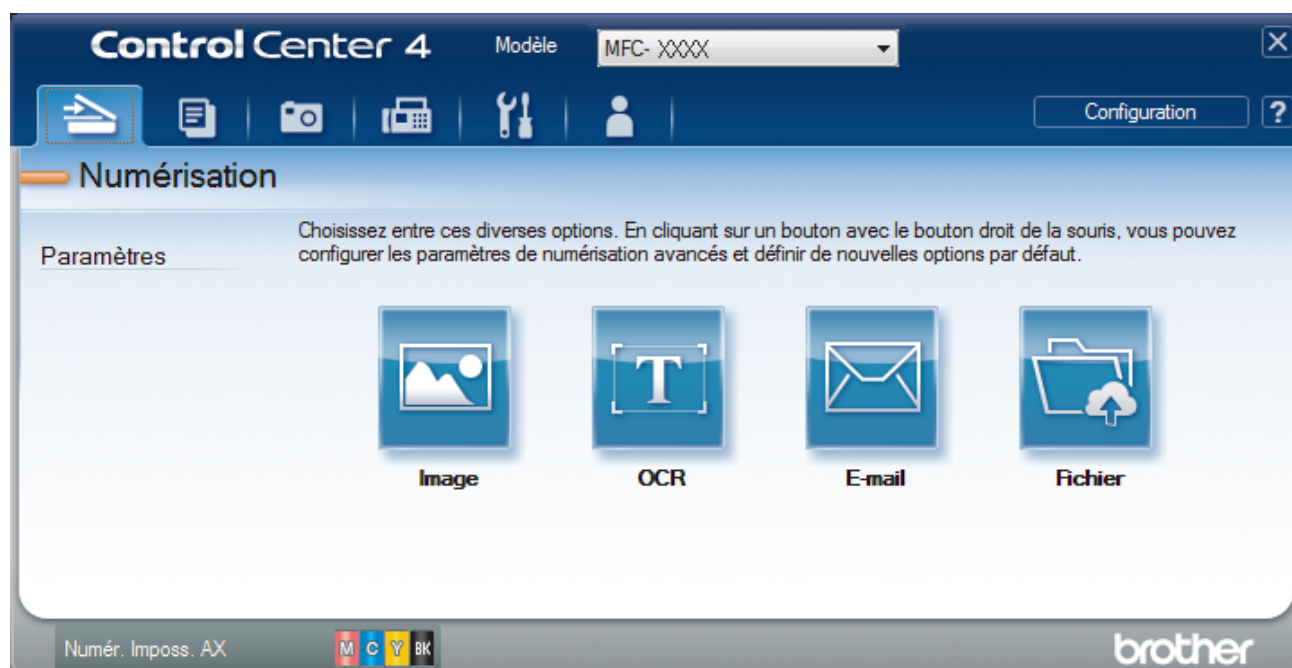 Control Center 4
Modèle
MFC- XXXX
Configuration
?
Numérisation
Paramètres
Choisissez entre ces diverses options. En cliquant sur un bouton avec le bouton droit de la souris, vous pouvez
configurer les paramètres de numérisation avancés et définir de nouvelles options par défaut.
T
Image
OCR
E-mail
Fichier
Numér. Imposs. AX
M C Y BK
brother